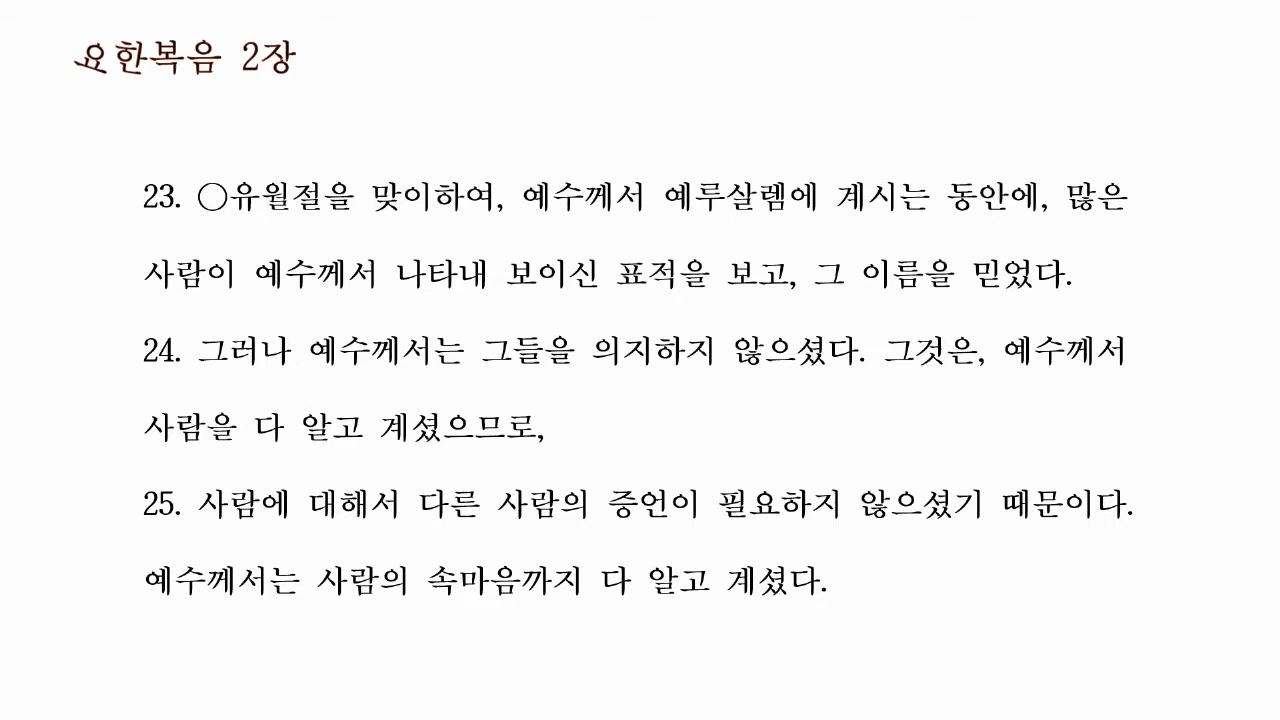 요한복음 2장
23. ○유월절을 맞이하여, 예수께서 예루살렘에 계시는 동안에, 많은
사람이 예수께서 나타내 보이신 표적을 보고, 그 이름을 믿었다.
24. 그러나 예수께서는 그들을 의지하지 않으셨다. 그것은, 예수께서
사람을 다 알고 계셨으므로,
25. 사람에 대해서 다른 사람의 증언이 필요하지 않으셨기 때문이다.
예수께서는 사람의 속마음까지 다 알고 계셨다.